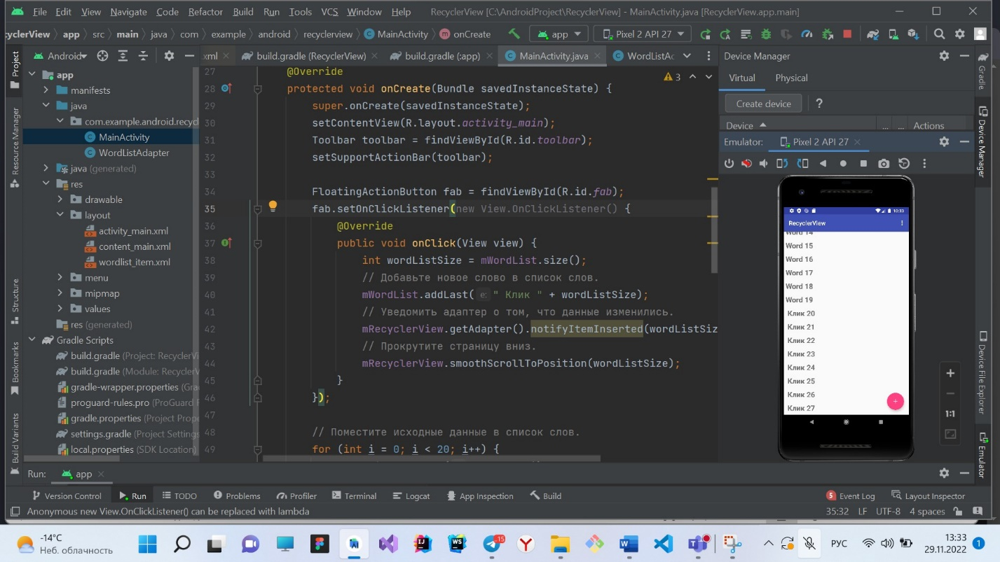 File Edit View Navigate Code Refactor Build Run Tools VCS Window Help RecyclerView [C:\AndroidProject\RecyclerView] - MainActivity.java [RecyclerView.app.main]
cyclerView app src main java com example android recyclerview MainActivity onCreate app Pixel 2 API 27
Project
Resource Manager
Structure
Bookmarks
Build Variants
Android
app
manifests
java
com.example.android.recycl
MainActivity
WordListAdapter
java (generated)
res
drawable
layout
activity_main.xml
content_main.xml
wordlist_item.xml
menu
mipmap
values
res (generated)
Gradle Scripts
build.gradle (Project: RecyclerVi
build.gradle (Module: RecyclerV
gradle-wrapper.properties (Gra
proguard-rules.pro (ProGuard F
gradle.properties (Project Prope
settings.gradle (Project Settings
local.properties (SDK Location)
.xml build.gradle (RecyclerView) build.gradle (:app) MainActivity.java WordListAc
3
27 @Override
28 protected void onCreate(Bundle savedInstanceState) {
29 super.onCreate(savedInstanceState);
30 setContentView(R.layout.activity_main);
31 Toolbar toolbar = findViewById(R.id.toolbar);
32 setSupportActionBar(toolbar);
33
34 FloatingActionButton fab = findViewById(R.id.fab);
35 fab.setOnClickListener(new View.OnClickListener() {
36 @Override
37 public void onClick(View view) {
38 int wordListSize = mWordList.size();
39 // Добавьте новое слово в список слов.
40 mWordList.addLast( e: " Клик " + wordListSize);
41 // Уведомить адаптер о том, что данные изменились.
42 mRecyclerView.getAdapter().notifyItemInserted(wordListSiz
43 // Прокрутите страницу вниз.
44 mRecyclerView.smoothScrollToPosition(wordListSize);
45 }
46 });
47
48 // Поместите исходные данные в список слов.
49 for (int i = 0; i < 20; i++) {
Device Manager
Virtual Physical
Create device ?
Device ... ... Actions
Emulator: Pixel 2 API 27
10:33
RecyclerView
Word 14
Word 15
Word 16
Word 17
Word 18
Word 19
Клик 20
Клик 21
Клик 22
Клик 23
Клик 24
Клик 25
Клик 26
Клик 27
+
+
1:1
Gradle
Device Manager
Device File Explorer
Emulator
Run: app
Version Control Run TODO Problems Profiler Terminal Logcat App Inspection Build 5 Event Log Layout Inspector
Anonymous new View.OnClickListener() can be replaced with lambda 35:32 LF UTF-8 4 spaces
-14°C
Неб. облачность
IJ WS 15
РУС
13:33
29.11.2022
1